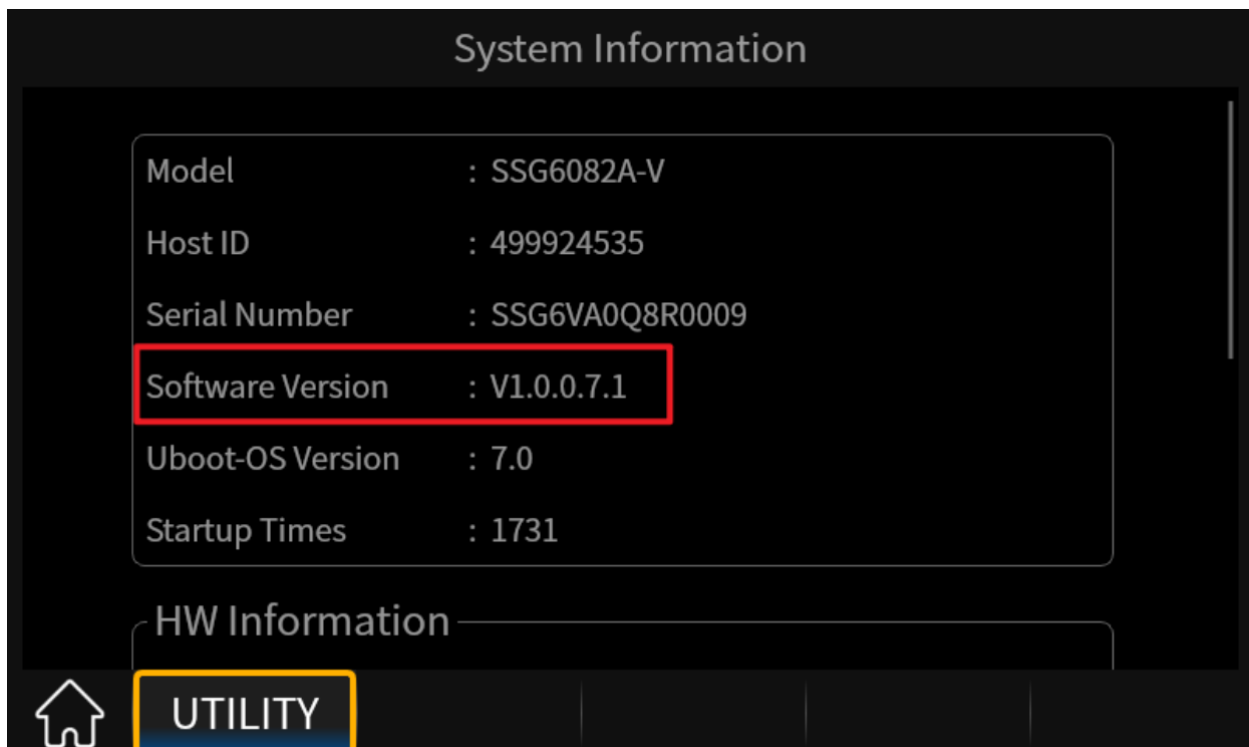 System Information
Model : SSG6082A-V
Host ID : 499924535
Serial Number : SSG6VA0Q8R0009
Software Version : V1.0.0.7.1
Uboot-OS Version : 7.0
Startup Times : 1731
HW Information
UTILITY